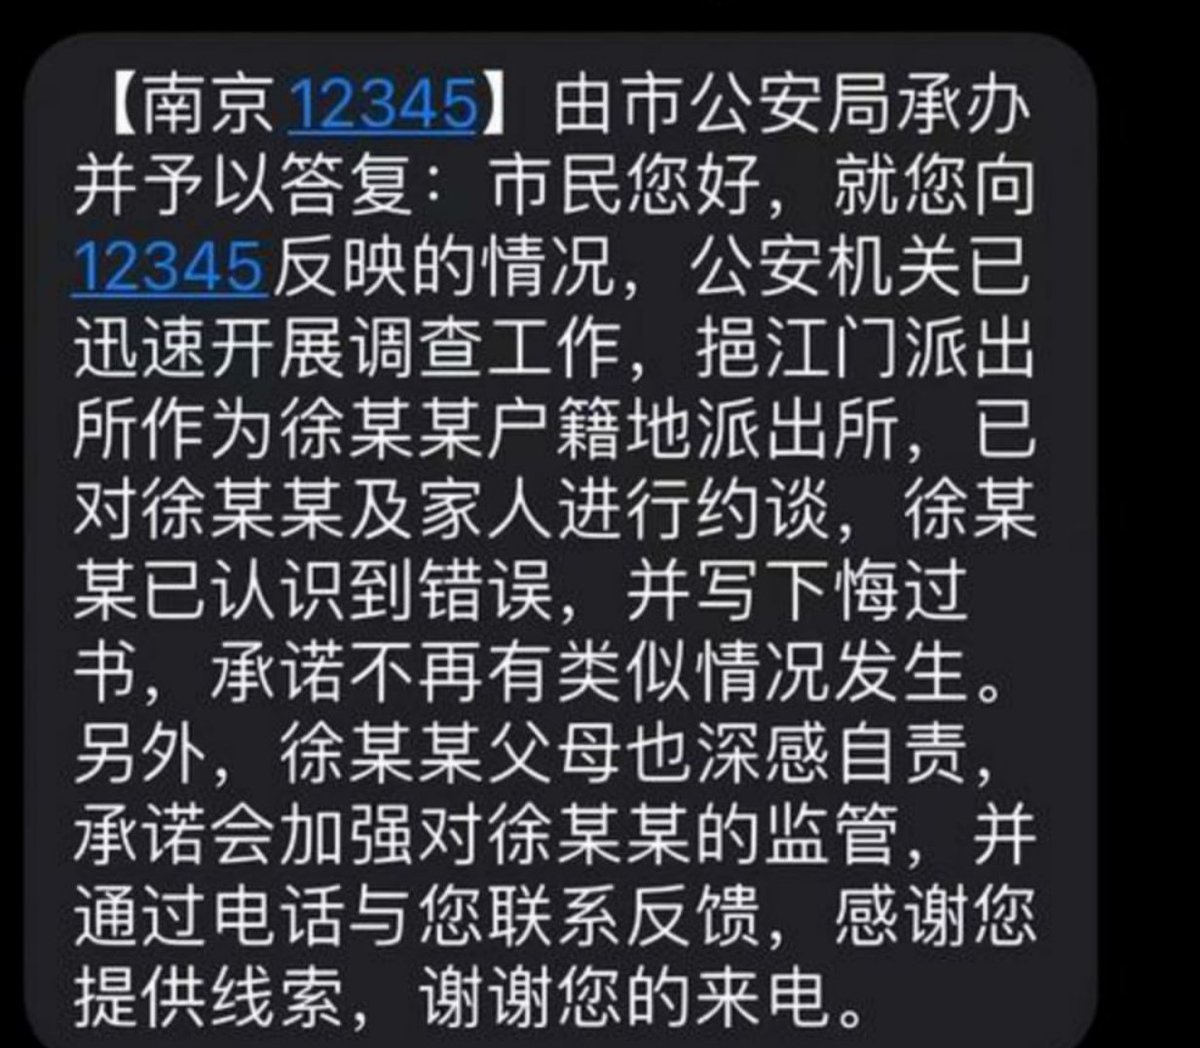 【南京12345】由市公安局承办
并予以答复：市民您好，就您向
12345反映的情况，公安机关已
迅速开展调查工作，挹江门派出
所作为徐某某户籍地派出所，已
对徐某某及家人进行约谈，徐某
某已认识到错误，并写下悔过
书，承诺不再有类似情况发生。
另外，徐某某父母也深感自责，
承诺会加强对徐某某的监管，并
通过电话与您联系反馈，感谢您
提供线索，谢谢您的来电。